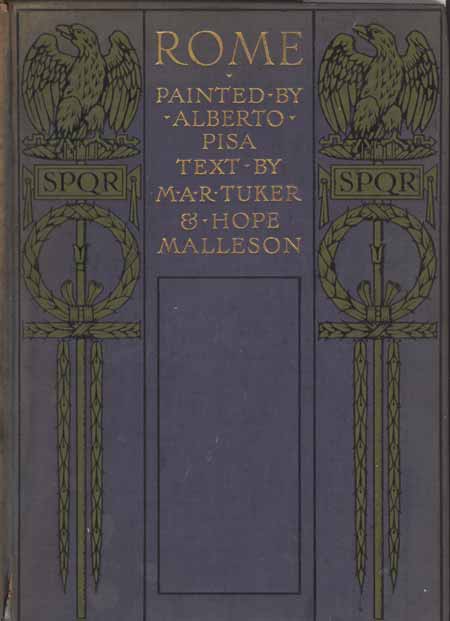 ROME
PAINTED·BY
·ALBERTO·
PISA
TEXT·BY
M·A·R·TUKER
&·HOPE
MALLESON
SPQR
SPQR